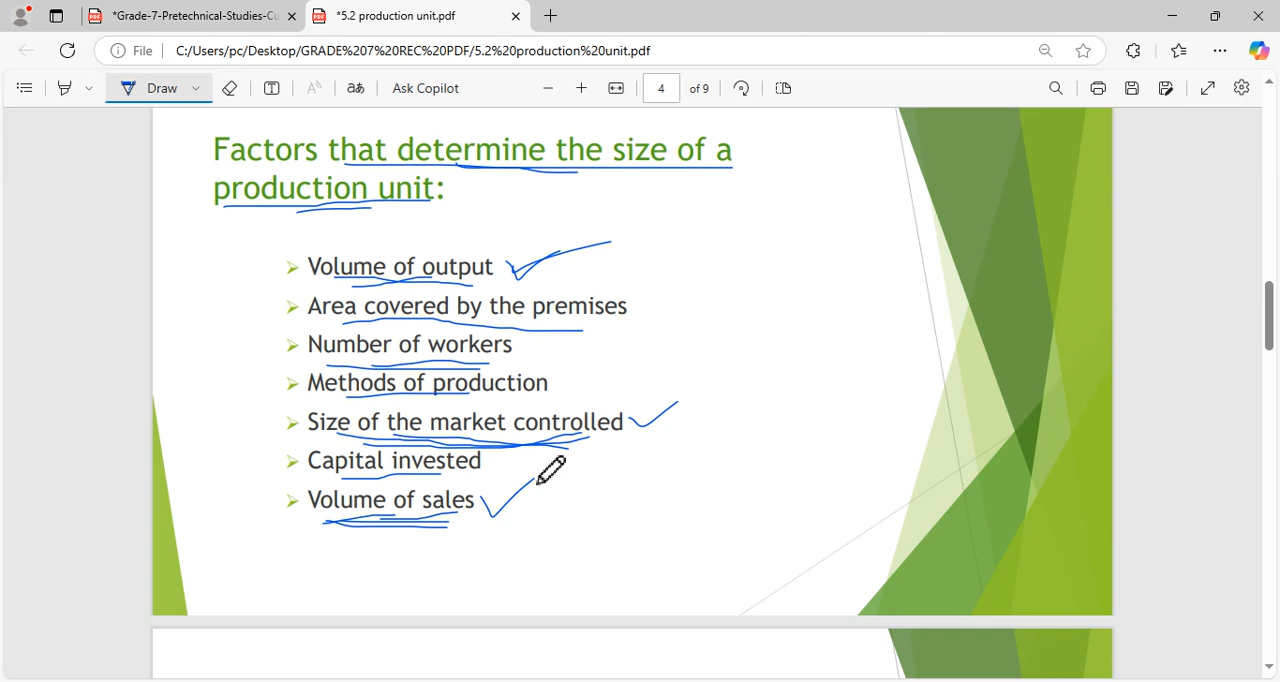 *Grade-7-Pretechnical-Studies-Cu
*5.2 production unit.pdf
File
C:/Users/pc/Desktop/GRADE%207%20REC%20PDF/5.2%20production%20unit.pdf
Draw
aあ
Ask Copilot
4
of 9
Factors that determine the size of a
production unit:
Volume of output
Area covered by the premises
Number of workers
Methods of production
Size of the market controlled
Capital invested
Volume of sales